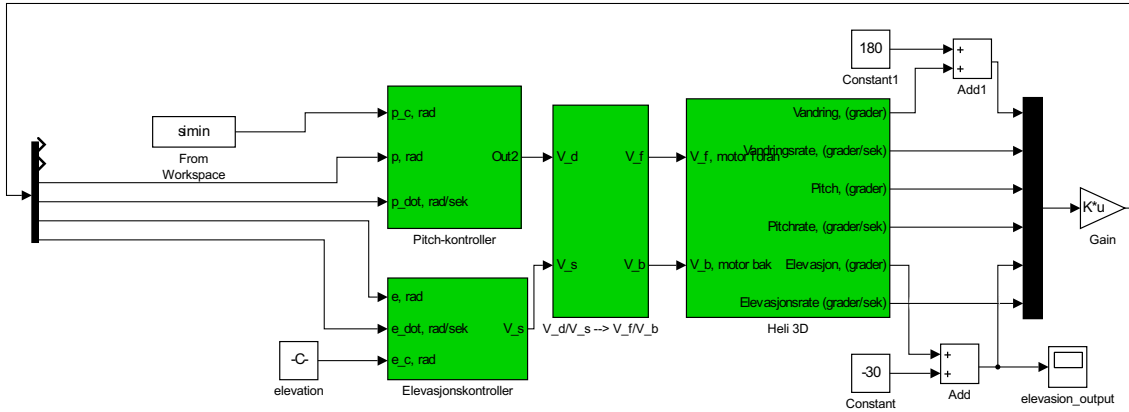 180
Constant1
+
+
Add1
simin
From
Workspace
p_c, rad
p, rad
p_dot, rad/sek
Out2
Pitch-kontroller
V_d
V_s
V_f
V_b
V_d/V_s --> V_f/V_b
V_f, motor foran
V_b, motor bak
Vandring, (grader)
Vandringsrate, (grader/sek)
Pitch, (grader)
Pitchrate, (grader/sek)
Elevasjon, (grader)
Elevasjonsrate (grader/sek)
Heli 3D
K*u
Gain
e, rad
e_dot, rad/sek
e_c, rad
V_s
Elevasjonskontroller
-C-
elevation
-30
Constant
+
+
Add
elevasion_output